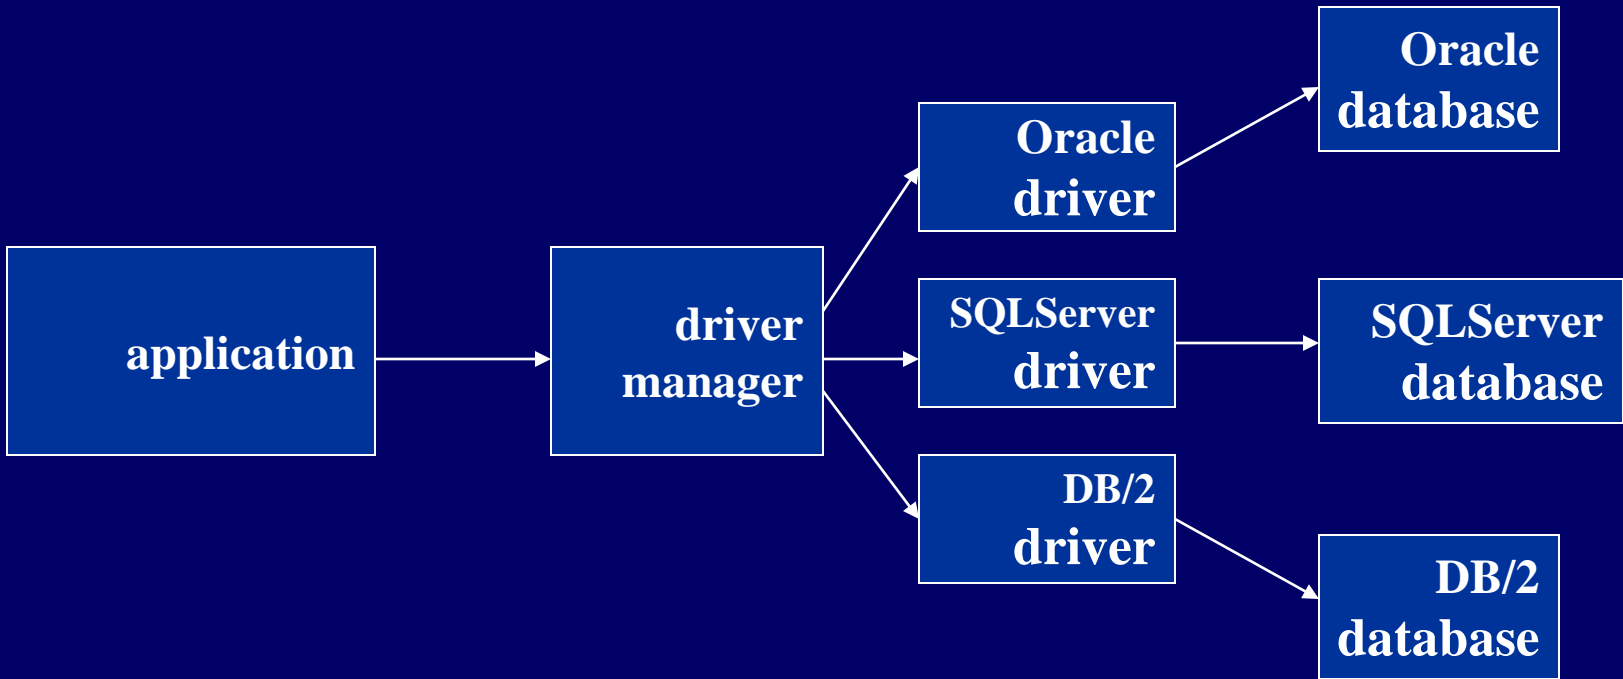 application
driver
manager
Oracle
driver
SQLServer
driver
DB/2
driver
Oracle
database
SQLServer
database
DB/2
database